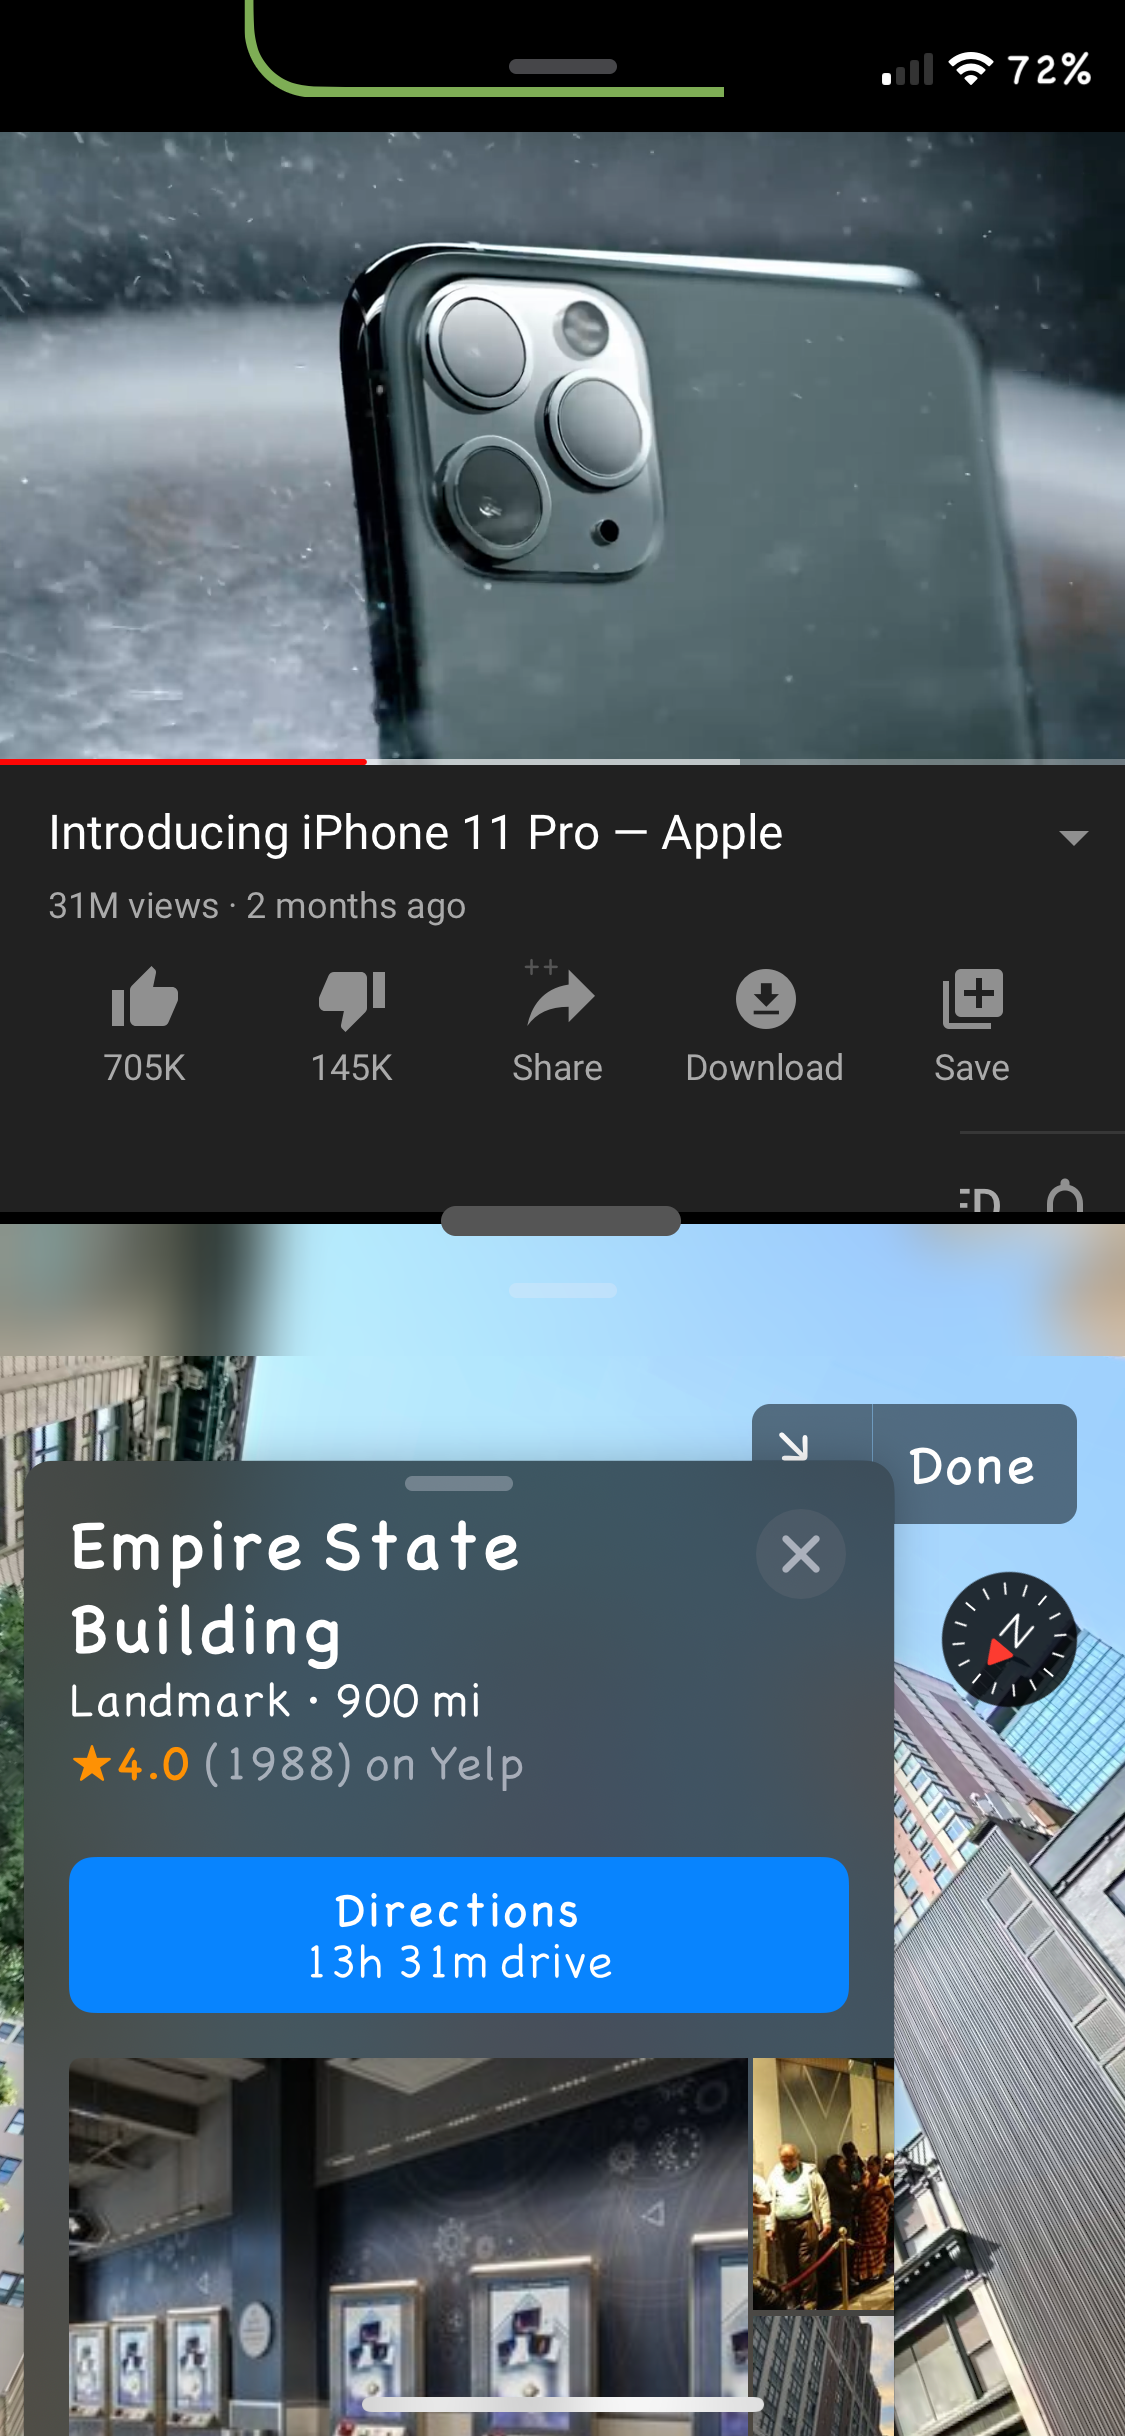 72%
Introducing iPhone 11 Pro — Apple
31M views · 2 months ago
705K
145K
++
Share
Download
Save
Done
Empire State
Building
N
Landmark · 900 mi
★4.0 (1988) on Yelp
Directions
13h 31m drive